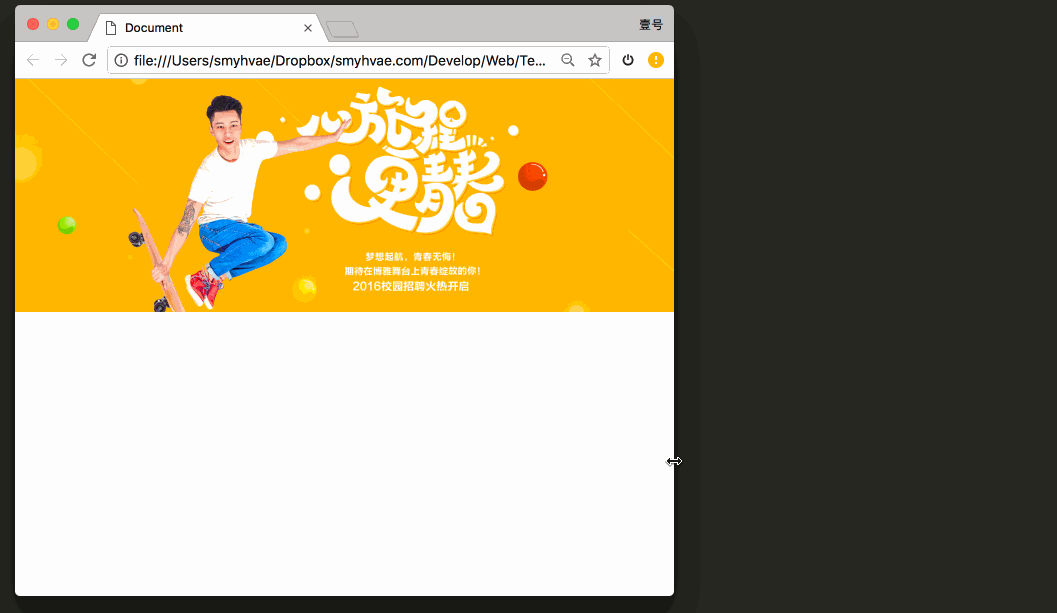 Document
壹号
file:///Users/smyhvae/Dropbox/smyhvae.com/Develop/Web/Te...
心旅程
更青春
梦想起航、青春无悔！
期待在博雅舞台上青春绽放的你！
2016校园招聘火热开启